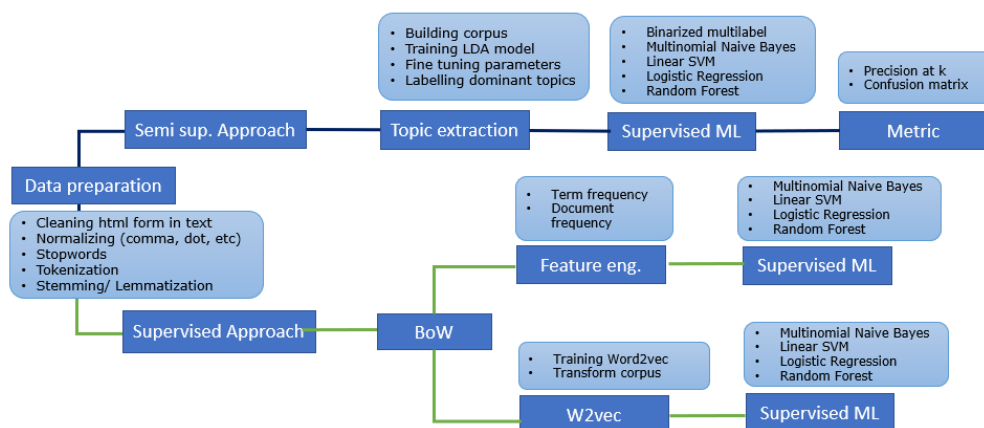 • Building corpus
• Training LDA model
• Fine tuning parameters
• Labelling dominant topics
• Binarized multilabel
• Multinomial Naive Bayes
• Linear SVM
• Logistic Regression
• Random Forest
• Precision at k
• Confusion matrix
Semi sup. Approach
Topic extraction
Supervised ML
Metric
Data preparation
• Cleaning html form in text
• Normalizing (comma, dot, etc)
• Stopwords
• Tokenization
• Stemming/ Lemmatization
• Term frequency
• Document
frequency
• Multinomial Naive Bayes
• Linear SVM
• Logistic Regression
• Random Forest
Feature eng.
Supervised ML
Supervised Approach
BoW
• Training Word2vec
• Transform corpus
• Multinomial Naive Bayes
• Linear SVM
• Logistic Regression
• Random Forest
W2vec
Supervised ML